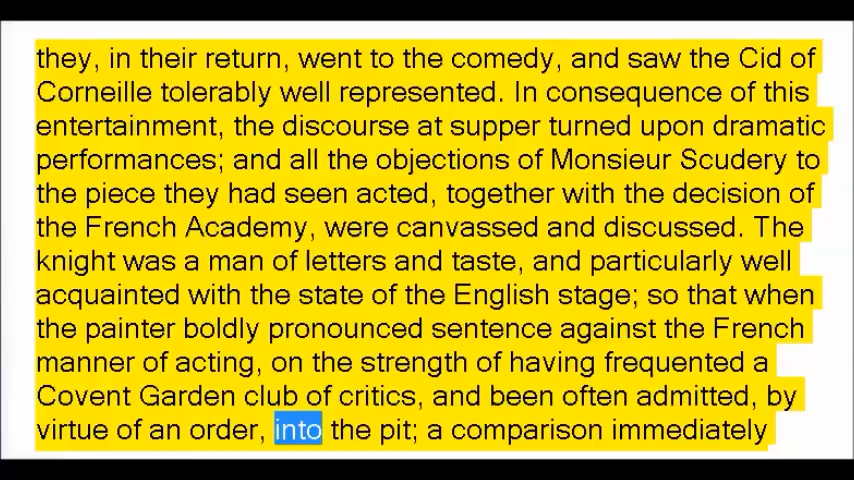 they, in their return, went to the comedy, and saw the Cid of
Corneille tolerably well represented. In consequence of this
entertainment, the discourse at supper turned upon dramatic
performances; and all the objections of Monsieur Scudery to
the piece they had seen acted, together with the decision of
the French Academy, were canvassed and discussed. The
knight was a man of letters and taste, and particularly well
acquainted with the state of the English stage; so that when
the painter boldly pronounced sentence against the French
manner of acting, on the strength of having frequented a
Covent Garden club of critics, and been often admitted, by
virtue of an order, into the pit; a comparison immediately